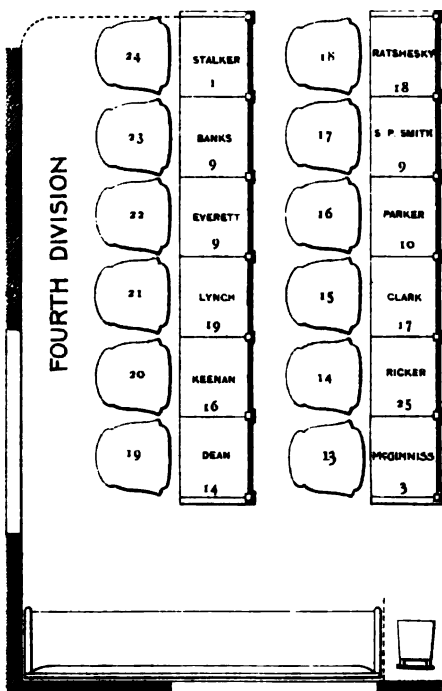 FOURTH DIVISION
24 STALKER 1
18 RATSHESKY 18
23 BANKS 9
17 S. P. SMITH 9
22 EVERETT 9
16 PARKER 10
21 LYNCH 19
15 CLARK 17
20 KEENAN 16
14 RICKER 25
19 DEAN 14
13 MCGINNISS 3